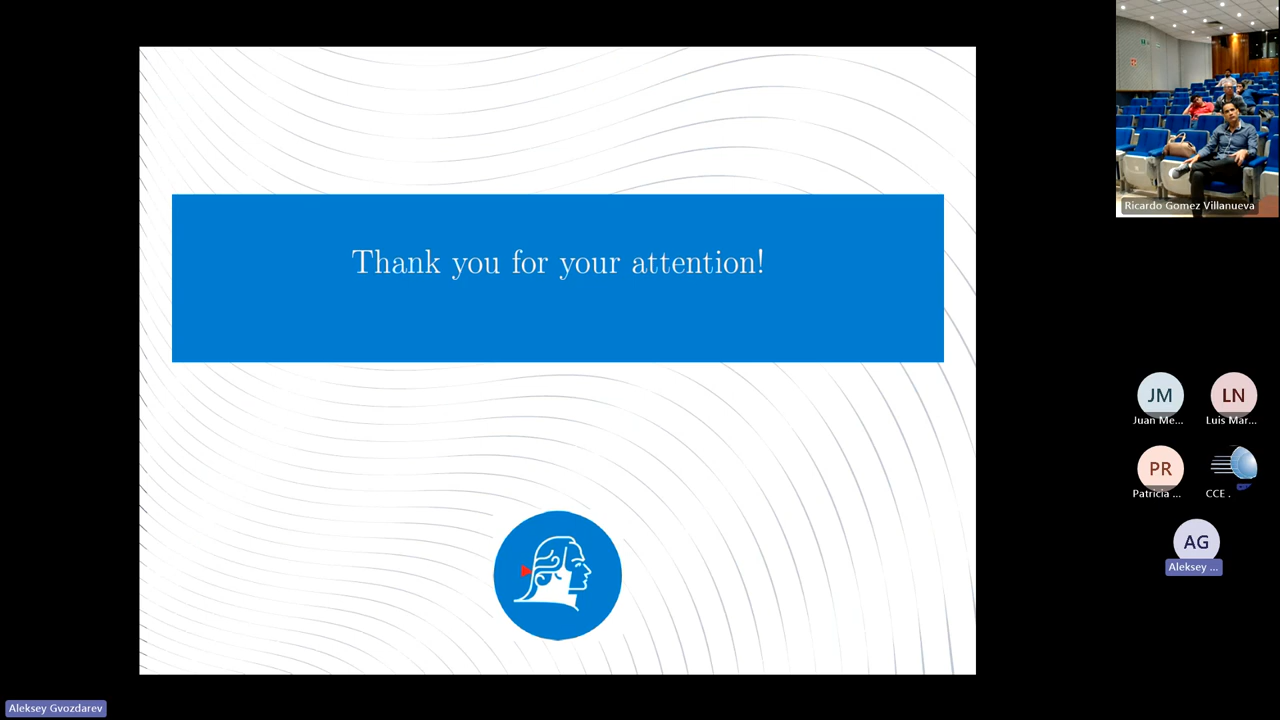 Thank you for your attention!
Ricardo Gomez Villanueva
JM
Juan Me...
LN
Luis Mar...
PR
Patricia ...
CCE .
AG
Aleksey ...
Aleksey Gvozdarev